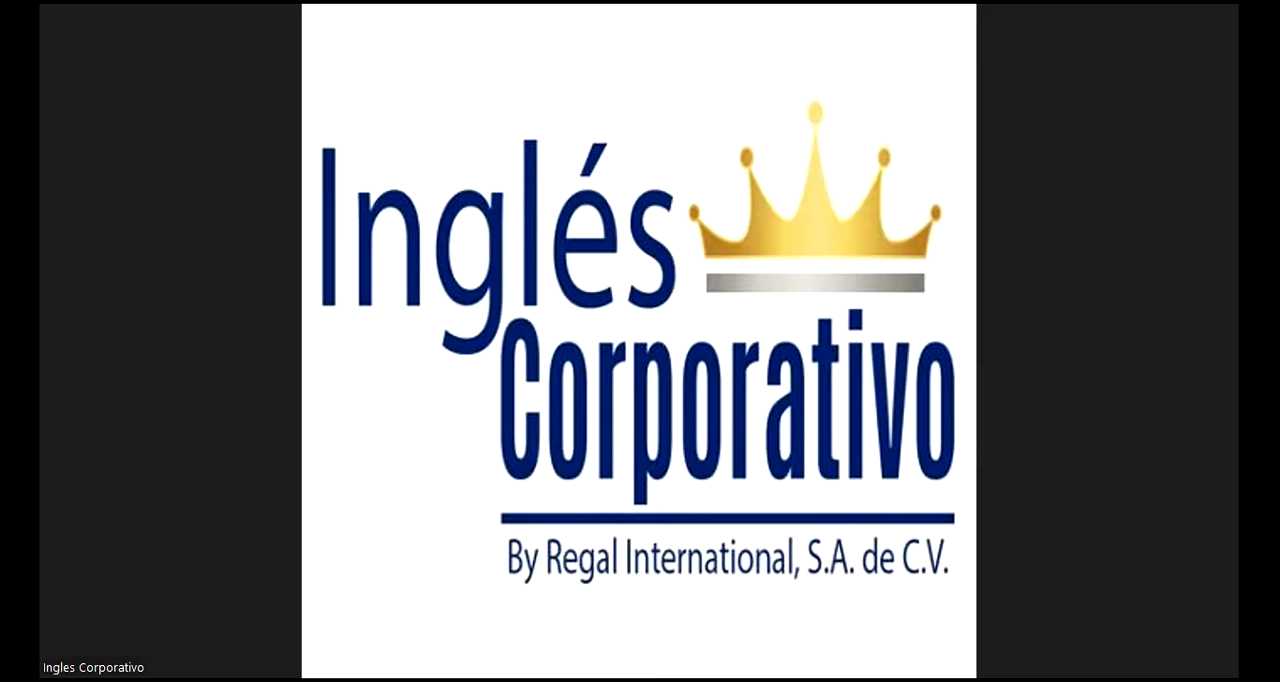 Inglés
Corporativo
By Regal International, S.A. de C.V.
Ingles Corporativo